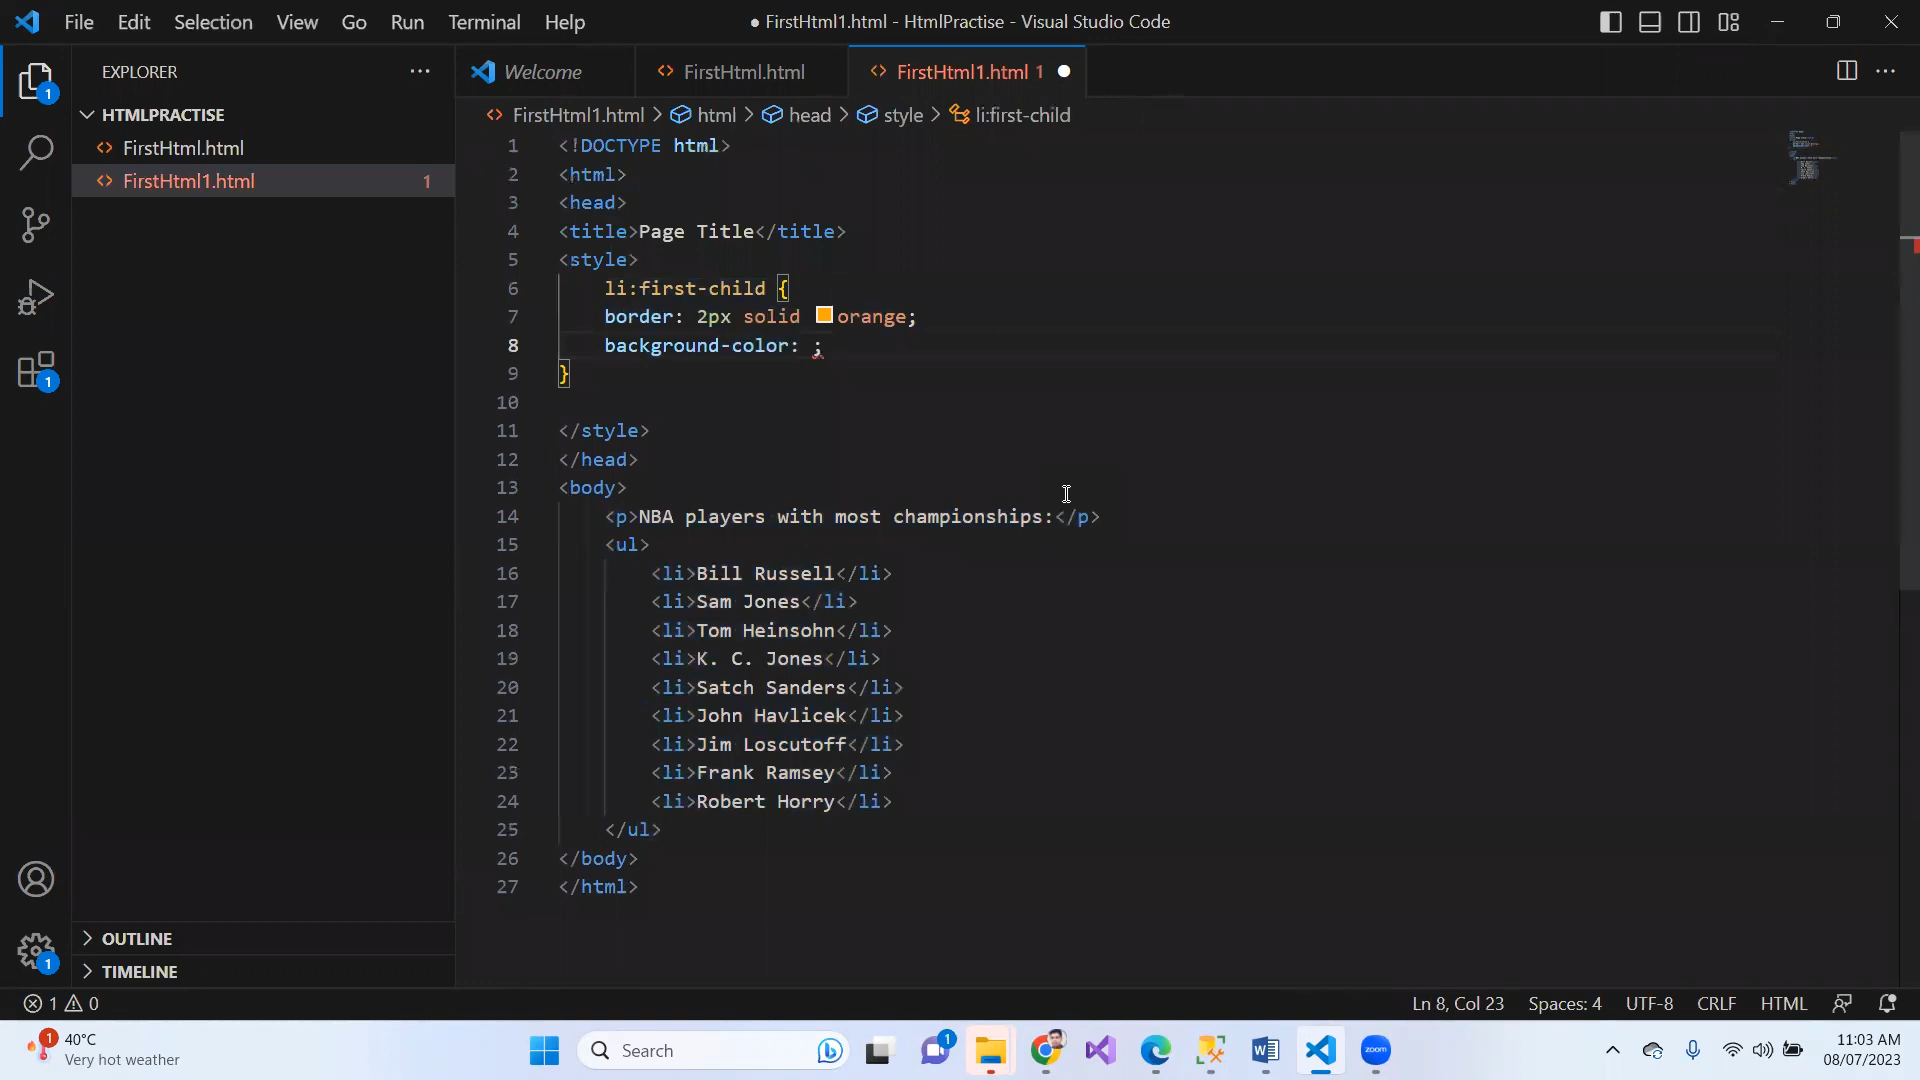 File Edit Selection View Go Run Terminal Help
● FirstHtml1.html - HtmlPractise - Visual Studio Code
EXPLORER
Welcome FirstHtml.html FirstHtml1.html 1
HTMLPRACTISE
FirstHtml.html
FirstHtml1.html 1
FirstHtml1.html > html > head > style > li:first-child
1 <!DOCTYPE html>
2 <html>
3 <head>
4 <title>Page Title</title>
5 <style>
6 li:first-child {
7 border: 2px solid orange;
8 background-color: ;
9 }
10
11 </style>
12 </head>
13 <body>
14 <p>NBA players with most championships:</p>
15 <ul>
16 <li>Bill Russell</li>
17 <li>Sam Jones</li>
18 <li>Tom Heinsohn</li>
19 <li>K. C. Jones</li>
20 <li>Satch Sanders</li>
21 <li>John Havlicek</li>
22 <li>Jim Loscutoff</li>
23 <li>Frank Ramsey</li>
24 <li>Robert Horry</li>
25 </ul>
26 </body>
27 </html>
1
1
1
OUTLINE
TIMELINE
1 0
Ln 8, Col 23 Spaces: 4 UTF-8 CRLF HTML
1
40°C
Very hot weather
Search
1
zoom
11:03 AM
08/07/2023